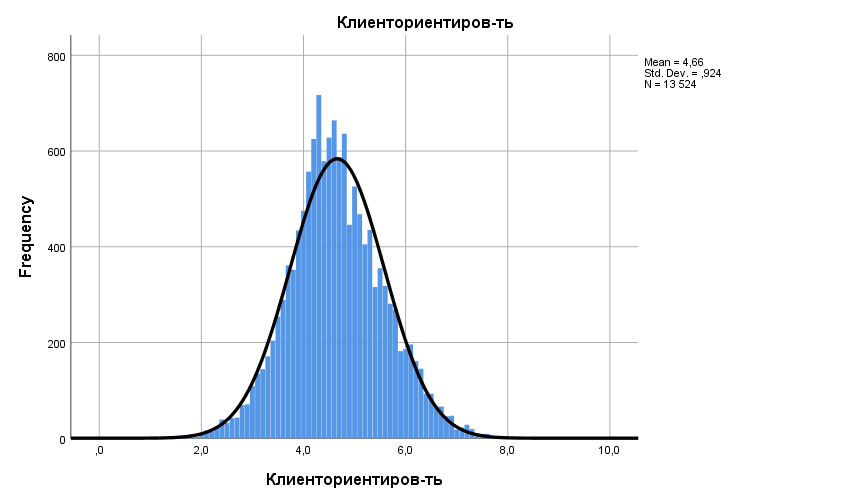 Клиенториентиров-ть
Mean = 4,66
Std. Dev. = ,924
N = 13 524
Frequency
800
600
400
200
0
,0
2,0
4,0
6,0
8,0
10,0
Клиенториентиров-ть